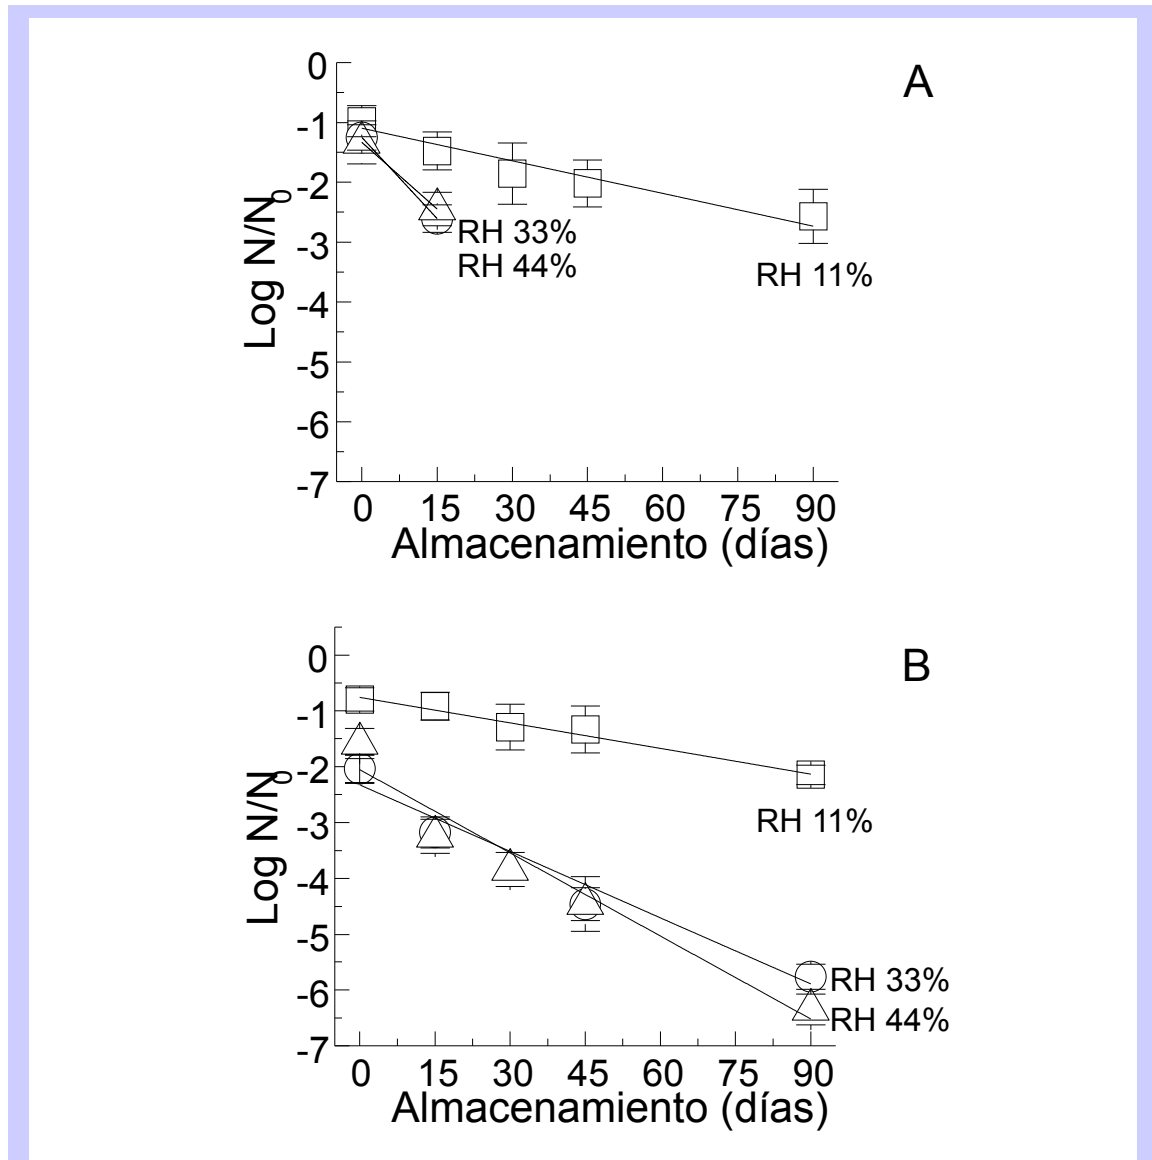 A
0
-1
-2
-3
-4
-5
-6
-7
Log N/N0
RH 33%
RH 44%
RH 11%
0 15 30 45 60 75 90
Almacenamiento (días)
B
0
-1
-2
-3
-4
-5
-6
-7
Log N/N0
RH 11%
RH 33%
RH 44%
0 15 30 45 60 75 90
Almacenamiento (días)